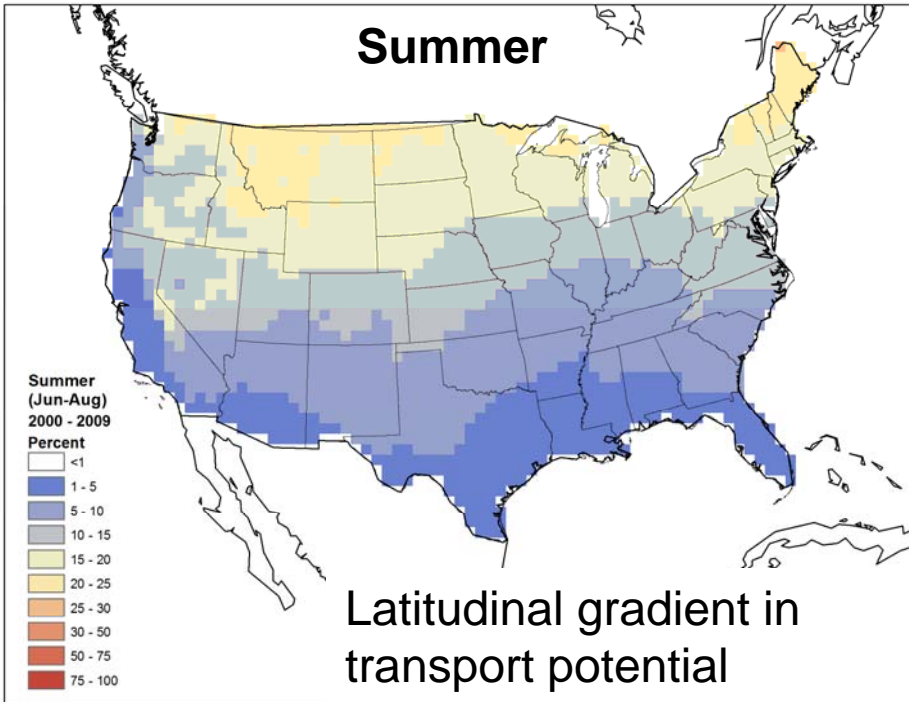 Summer
Summer
(Jun-Aug)
2000 - 2009
Percent
<1
1 - 5
5 - 10
10 - 15
15 - 20
20 - 25
25 - 30
30 - 50
50 - 75
75 - 100
Latitudinal gradient in
transport potential